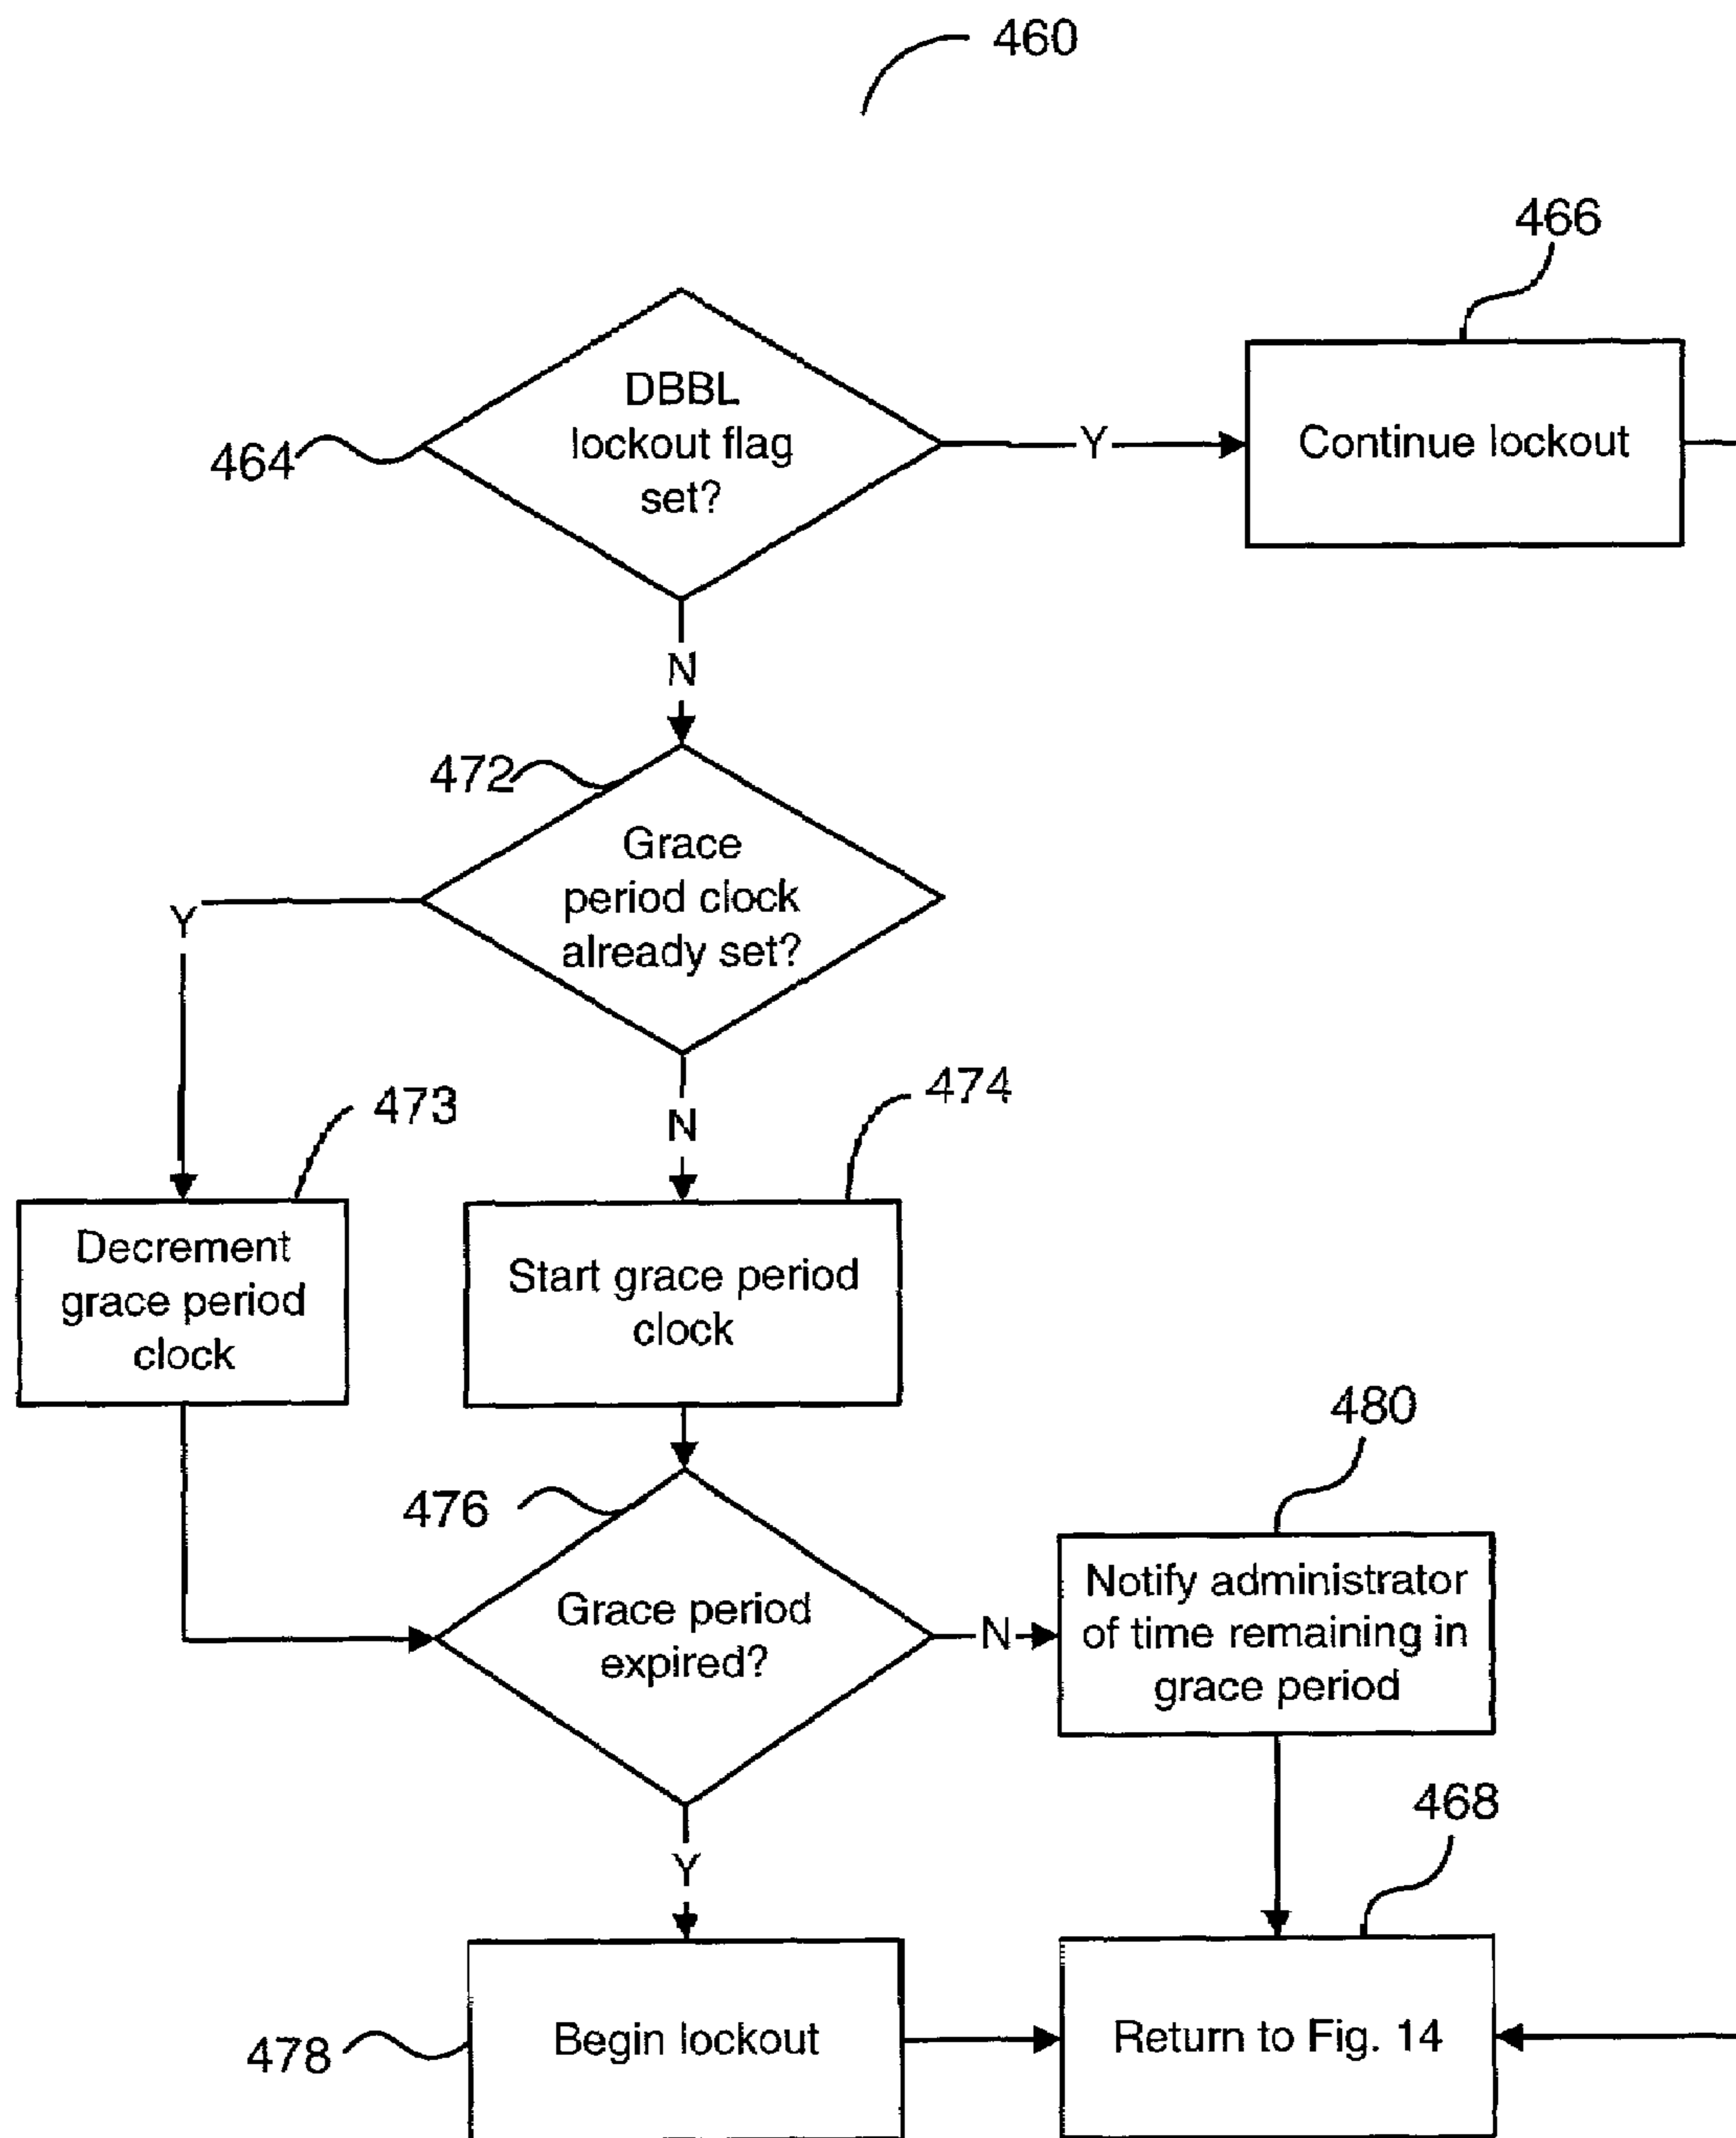 460
466
DBBL
lockout flag
set?
464
Y
Continue lockout
N
472
Grace
period clock
already set?
Y
473
N
474
Decrement
grace period
clock
Start grace period
clock
480
476
Grace period
expired?
N
Notify administrator
of time remaining in
grace period
468
Y
478
Begin lockout
Return to Fig. 14